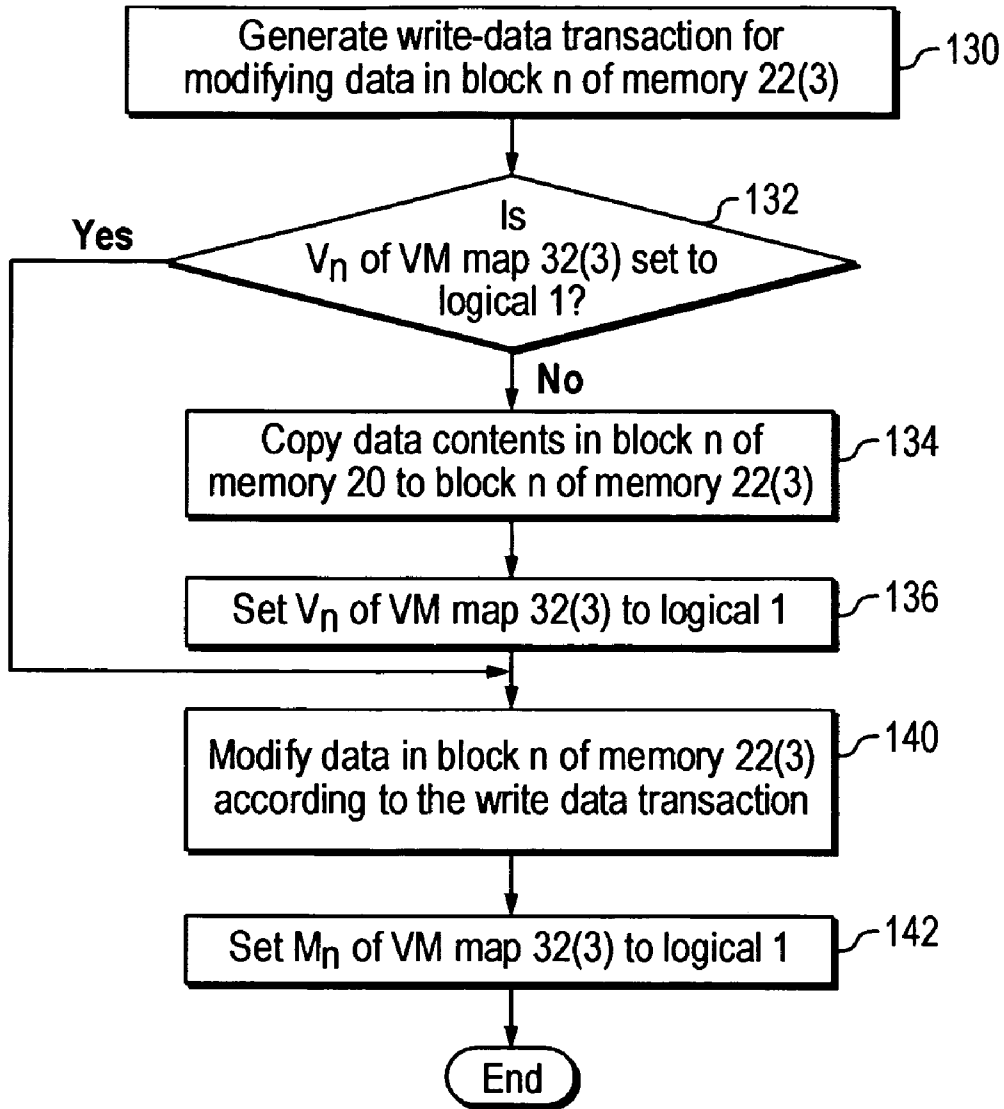 Generate write-data transaction for
modifying data in block n of memory 22(3)
130
132
Is
Vn of VM map 32(3) set to
logical 1?
Yes
No
Copy data contents in block n of
memory 20 to block n of memory 22(3)
134
Set Vn of VM map 32(3) to logical 1
136
Modify data in block n of memory 22(3)
according to the write data transaction
140
Set Mn of VM map 32(3) to logical 1
142
End